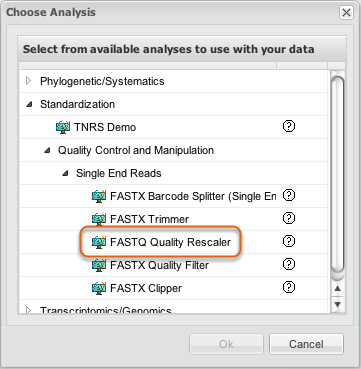 Choose Analysis
Select from available analyses to use with your data
Phylogenetic/Systematics
Standardization
TNRS Demo
Quality Control and Manipulation
Single End Reads
FASTX Barcode Splitter (Single En
FASTX Trimmer
FASTQ Quality Rescaler
FASTX Quality Filter
FASTX Clipper
Transcriptomics/Genomics
Ok
Cancel